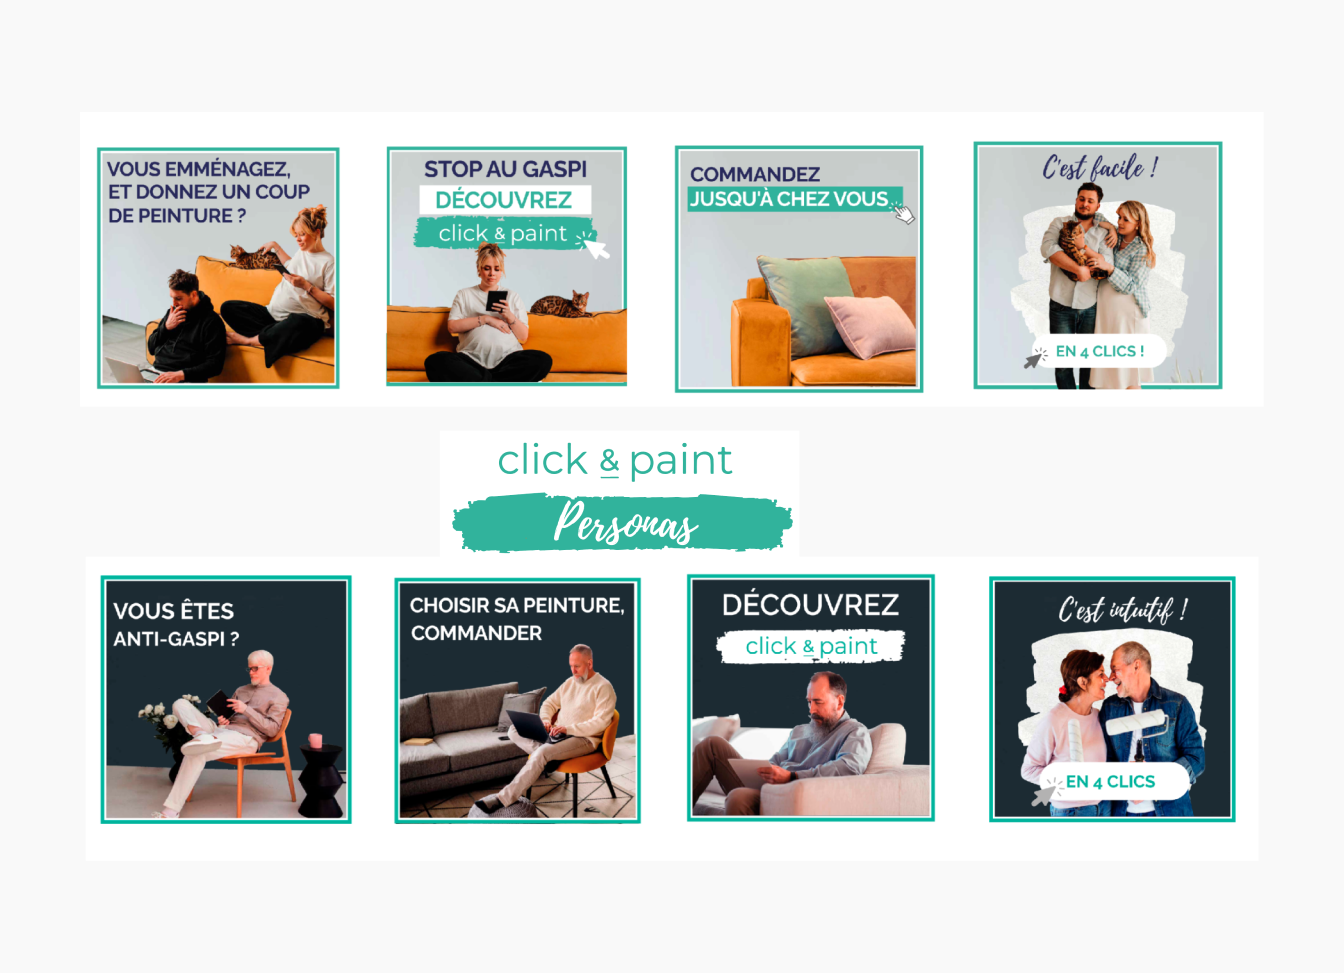 VOUS EMMÉNAGEZ,
ET DONNEZ UN COUP
DE PEINTURE ?
STOP AU GASPI
DÉCOUVREZ
click & paint
COMMANDEZ
JUSQU'À CHEZ VOUS
C'est facile !
EN 4 CLICS !
click & paint
Personas
VOUS ÊTES
ANTI-GASPI ?
CHOISIR SA PEINTURE,
COMMANDER
DÉCOUVREZ
click & paint
C'est intuitif !
EN 4 CLICS